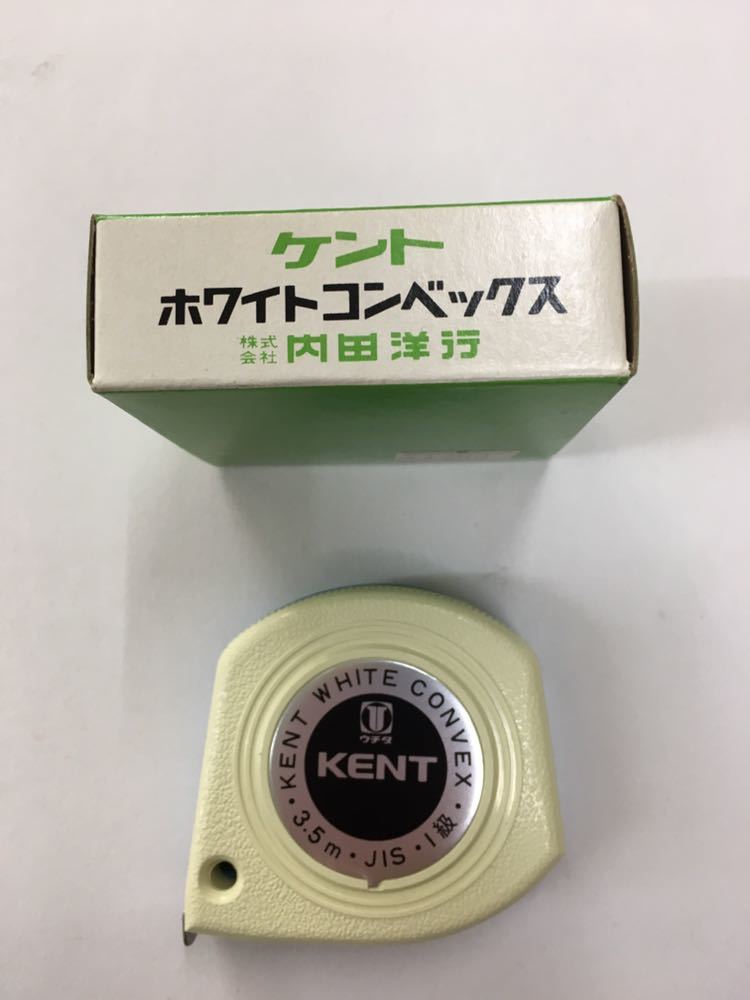 ケント
ホワイトコンベックス
株式会社 内田洋行
KENT WHITE CONVEX
ウチダ
KENT
・3.5m・JIS・1級・